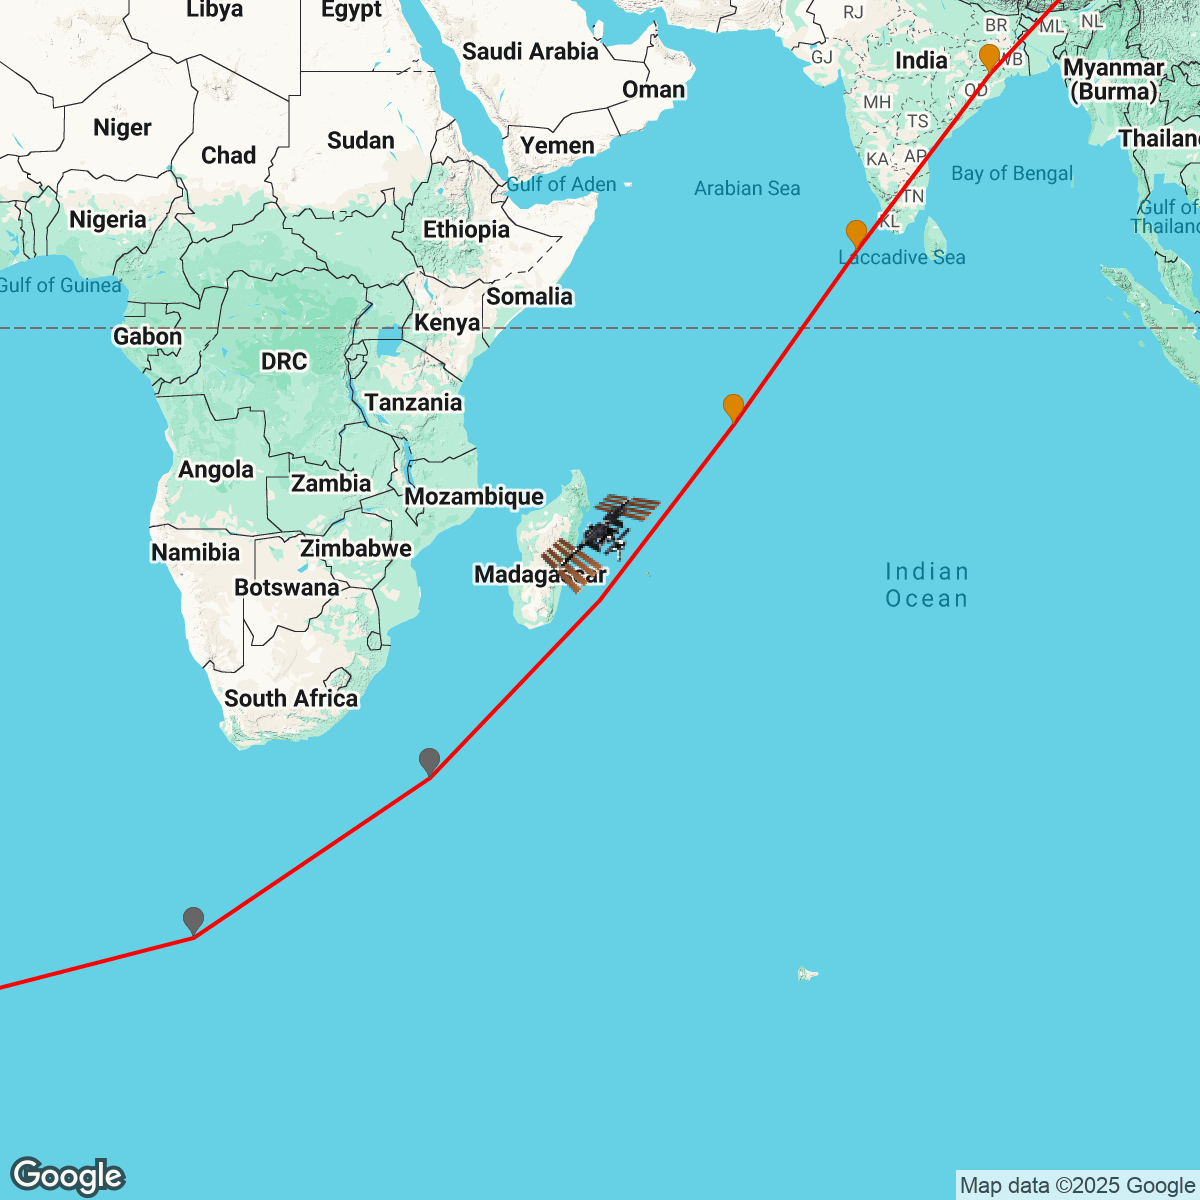 Libya
Egypt
RJ
BR
ML
NL
Saudi Arabia
GJ
India
WB
Myanmar
(Burma)
Oman
OD
MH
Niger
Chad
Sudan
Yemen
TS
Thailan
KA
AP
Bay of Bengal
Gulf of Aden
Arabian Sea
TN
Nigeria
Ethiopia
KL
Gulf of
Thailand
Laccadive Sea
Gulf of Guinea
Somalia
Gabon
Kenya
DRC
Tanzania
Angola
Zambia
Mozambique
Namibia
Zimbabwe
Botswana
Madagascar
Indian
Ocean
South Africa
Google
Map data ©2025 Google